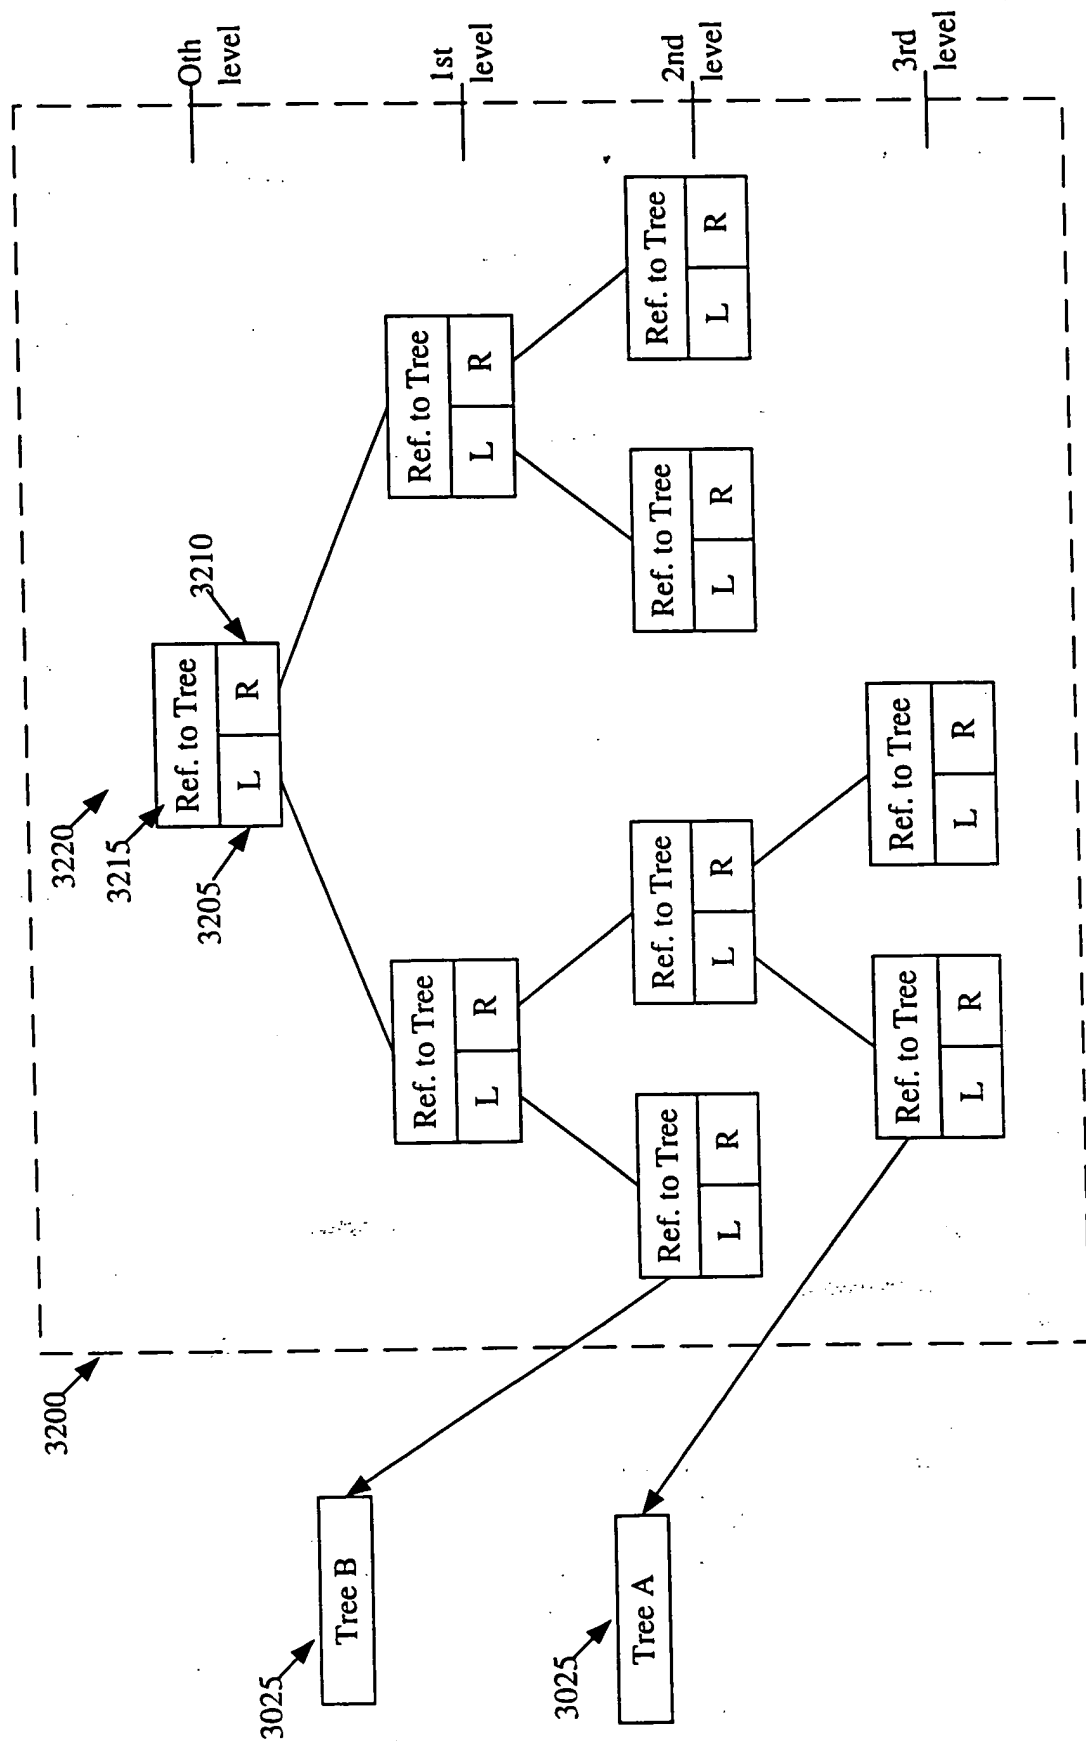 3200
3220
3215
3205
3210
Ref. to Tree
L R
0th
level
Ref. to Tree
L R
Ref. to Tree
L R
1st
level
3025
Tree B
Ref. to Tree
L R
Ref. to Tree
L R
Ref. to Tree
L R
Ref. to Tree
L R
2nd
level
3025
Tree A
Ref. to Tree
L R
Ref. to Tree
L R
3rd
level